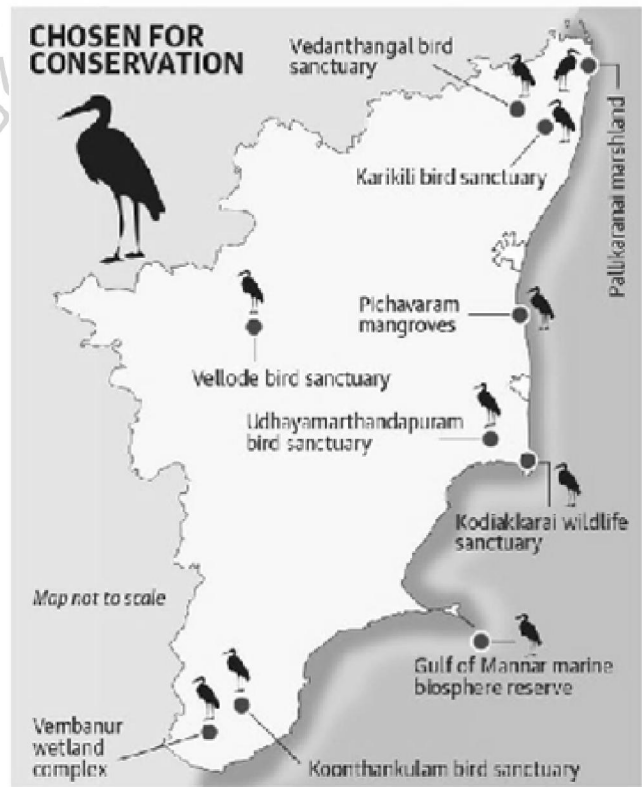 CHOSEN FOR
CONSERVATION
Vedanthangal bird
sanctuary
Karikili bird sanctuary
Pallikaranai marshland
Pichavaram
mangroves
Vellode bird sanctuary
Udhayamarthandapuram
bird sanctuary
Kodiakkarai wildlife
sanctuary
Map not to scale
Gulf of Mannar marine
biosphere reserve
Vembanur
wetland
complex
Koonthankulam bird sanctuary